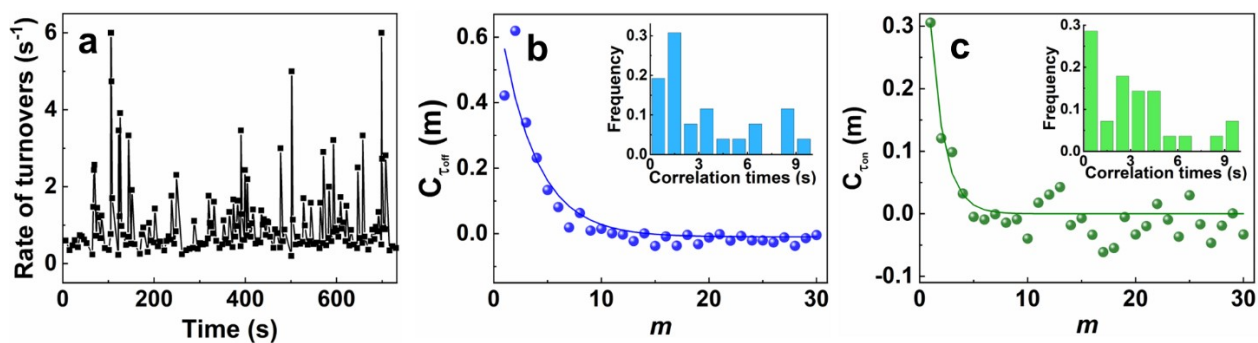 a
Rate of turnovers (s⁻¹)
6
4
2
0
0 200 400 600
Time (s)
b
C_τoff (m)
0.6
0.4
0.2
0.0
0 10 20 30
m
Frequency
0.3
0.2
0.1
0.0
0 3 6 9
Correlation times (s)
c
C_τon (m)
0.3
0.2
0.1
0.0
-0.1
0 10 20 30
m
Frequency
0.3
0.2
0.1
0.0
0 3 6 9
Correlation times (s)